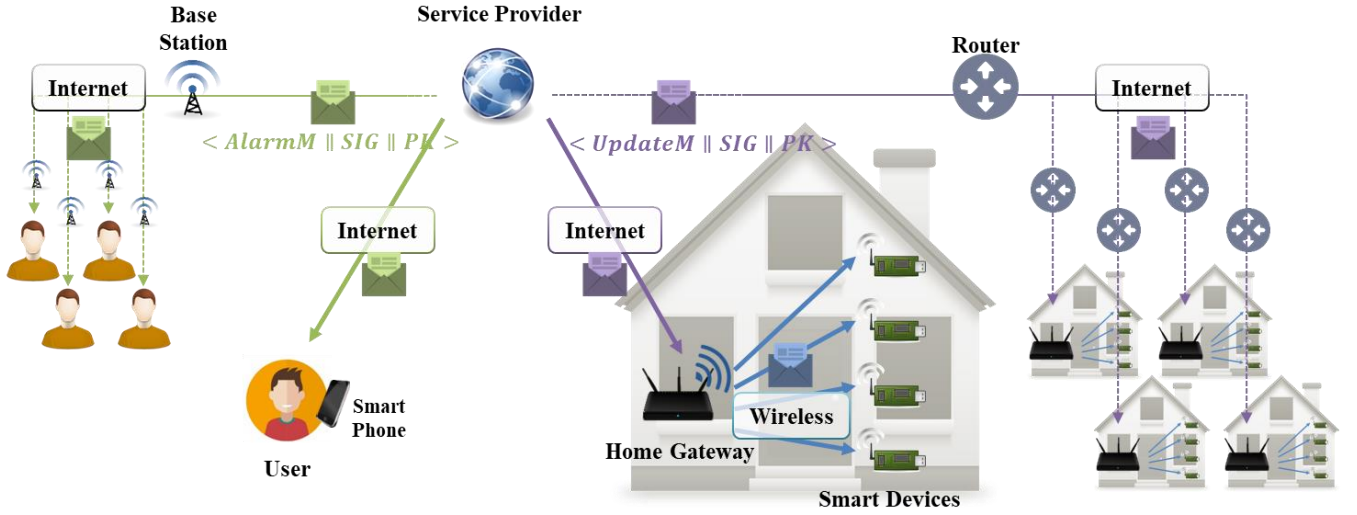 Base
Station
Service Provider
Router
Internet
Internet
< AlarmM ∥ SIG ∥ PK >
< UpdateM ∥ SIG ∥ PK >
Internet
Internet
Smart
Phone
User
Wireless
Home Gateway
Smart Devices